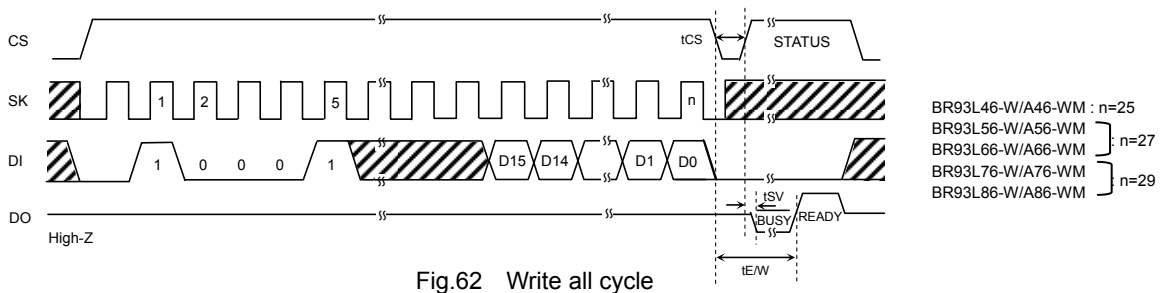 CS
tCS
STATUS
SK
1 2 5 n
BR93L46-W/A46-WM : n=25
BR93L56-W/A56-WM
BR93L66-W/A66-WM
: n=27
BR93L76-W/A76-WM
BR93L86-W/A86-WM
: n=29
DI
1 0 0 0 1 D15 D14 D1 D0
tSV
DO
BUSY
READY
High-Z
tE/W
Fig.62 Write all cycle